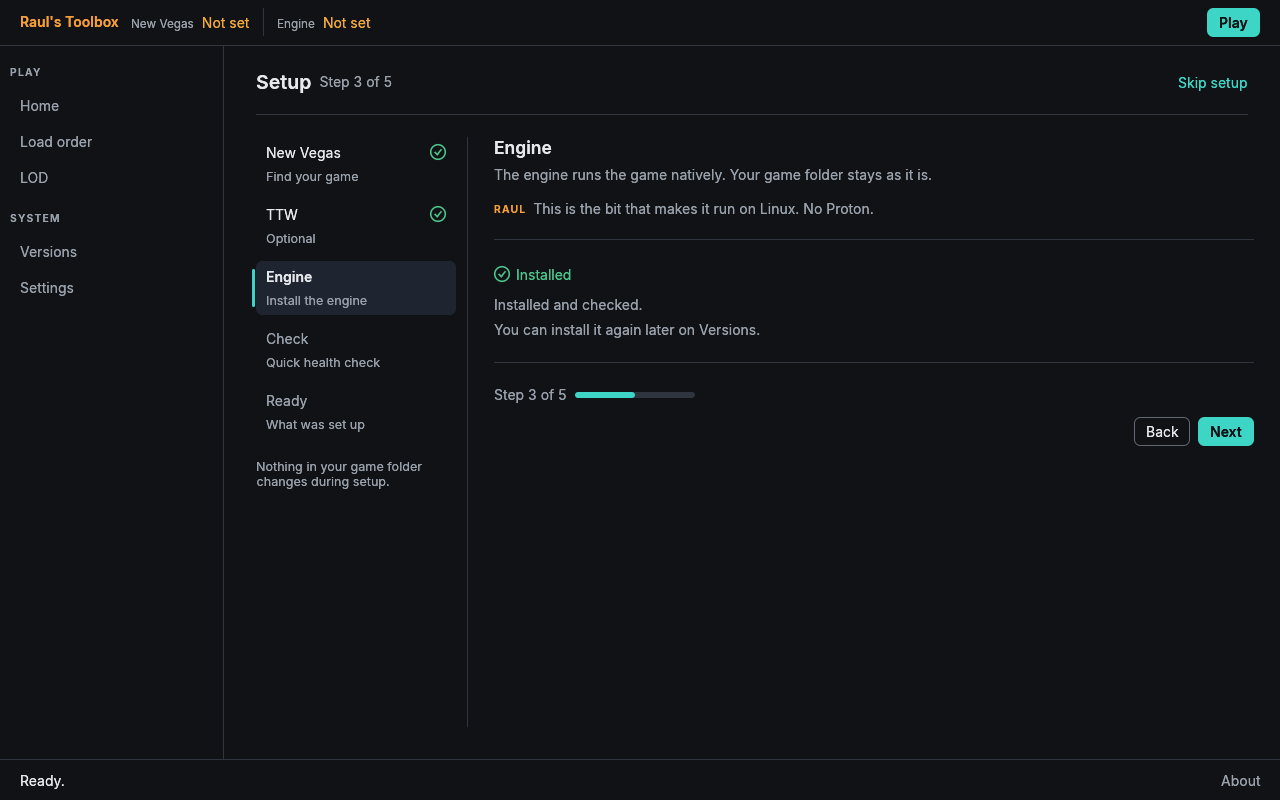 Raul's Toolbox New Vegas Not set Engine Not set Play
PLAY
Home
Load order
LOD
SYSTEM
Versions
Settings
Setup Step 3 of 5 Skip setup
New Vegas
Find your game
TTW
Optional
Engine
Install the engine
Check
Quick health check
Ready
What was set up
Nothing in your game folder
changes during setup.
Engine
The engine runs the game natively. Your game folder stays as it is.
RAUL This is the bit that makes it run on Linux. No Proton.
Installed
Installed and checked.
You can install it again later on Versions.
Step 3 of 5
Back Next
Ready. About